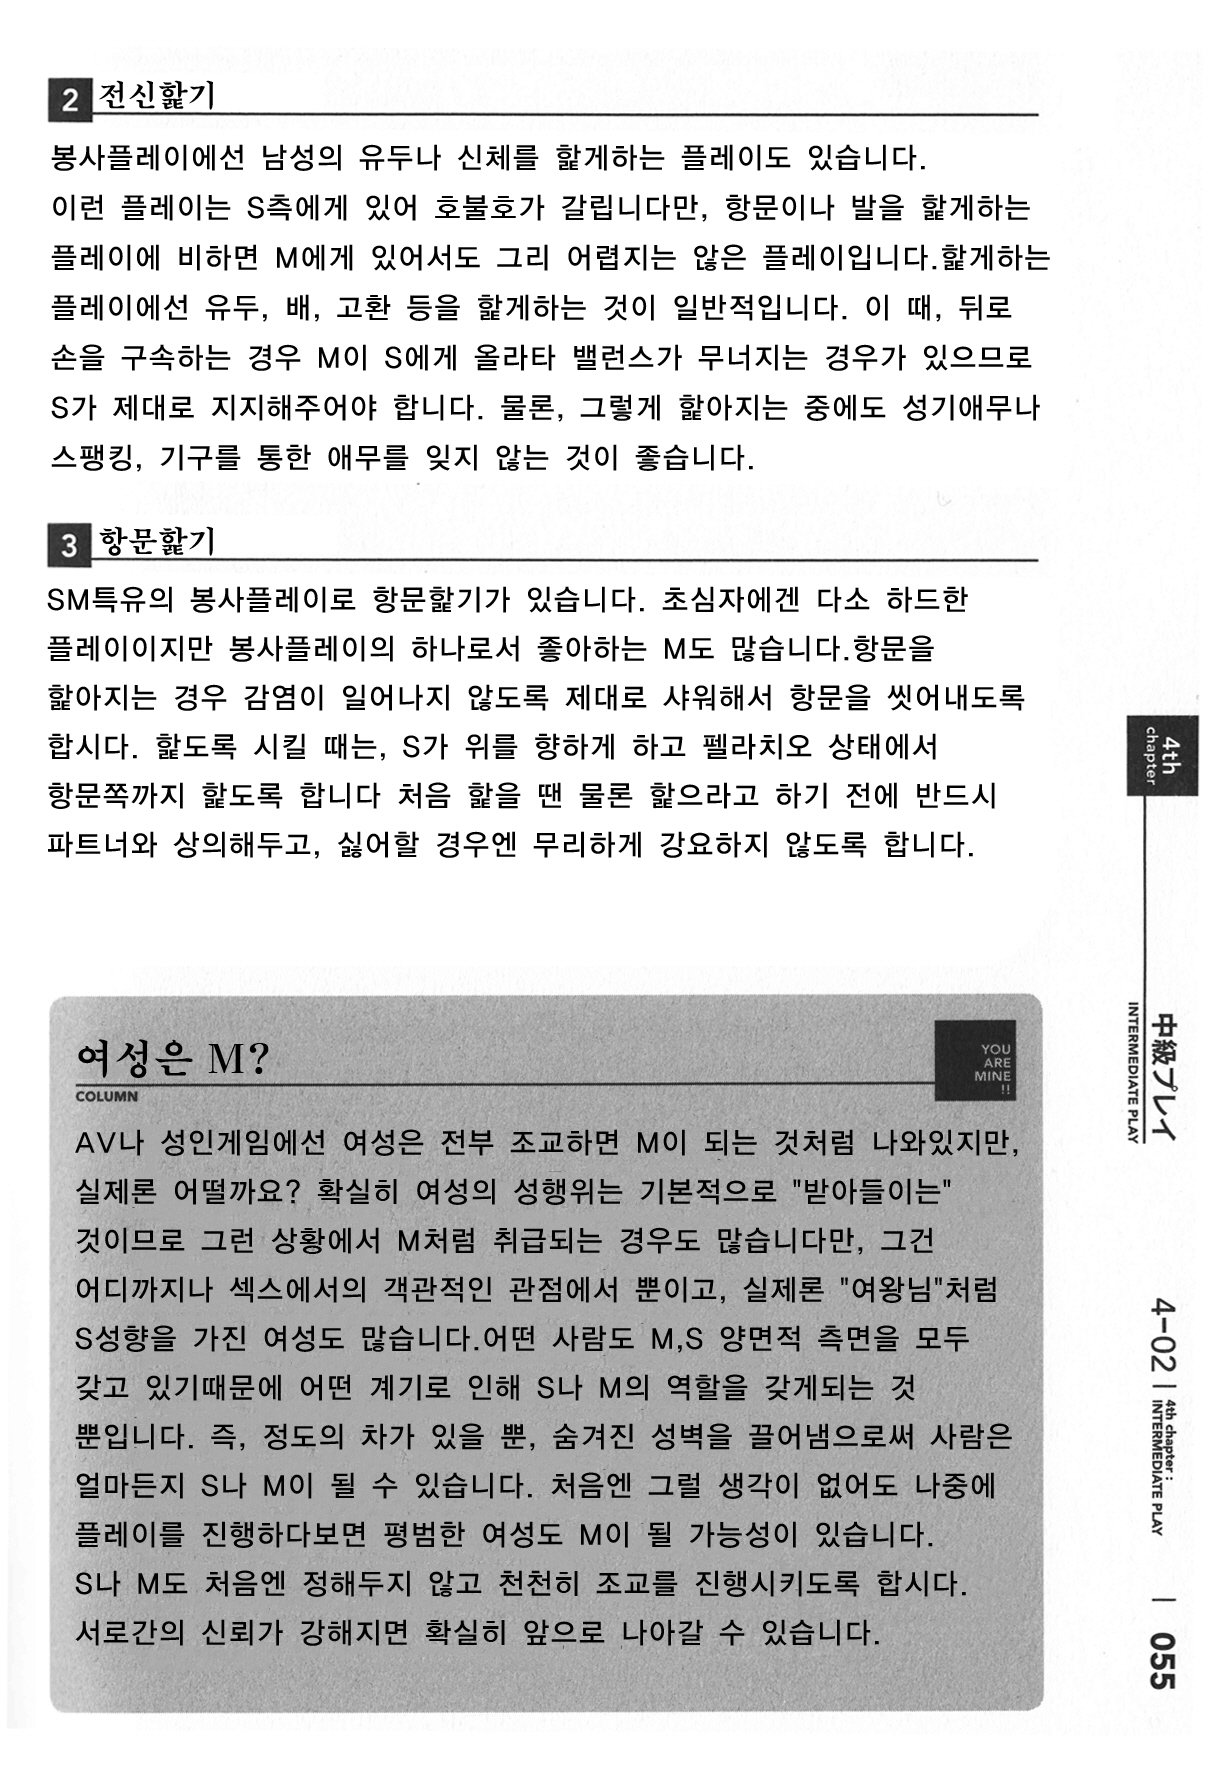 2 전신핥기
봉사플레이에선 남성의 유두나 신체를 핥게하는 플레이도 있습니다.
이런 플레이는 S측에게 있어 호불호가 갈립니다만, 항문이나 발을 핥게하는
플레이에 비하면 M에게 있어서도 그리 어렵지는 않은 플레이입니다.핥게하는
플레이에선 유두, 배, 고환 등을 핥게하는 것이 일반적입니다. 이 때, 뒤로
손을 구속하는 경우 M이 S에게 올라타 밸런스가 무너지는 경우가 있으므로
S가 제대로 지지해주어야 합니다. 물론, 그렇게 핥아지는 중에도 성기애무나
스팽킹, 기구를 통한 애무를 잊지 않는 것이 좋습니다.
3 항문핥기
SM특유의 봉사플레이로 항문핥기가 있습니다. 초심자에겐 다소 하드한
플레이이지만 봉사플레이의 하나로서 좋아하는 M도 많습니다.항문을
핥아지는 경우 감염이 일어나지 않도록 제대로 샤워해서 항문을 씻어내도록
합시다. 핥도록 시킬 때는, S가 위를 향하게 하고 펠라치오 상태에서
항문쪽까지 핥도록 합니다 처음 핥을 땐 물론 핥으라고 하기 전에 반드시
파트너와 상의해두고, 싫어할 경우엔 무리하게 강요하지 않도록 합니다.
여성은 M?
COLUMN
YOU
ARE
MINE
!!
AV나 성인게임에선 여성은 전부 조교하면 M이 되는 것처럼 나와있지만,
실제론 어떨까요? 확실히 여성의 성행위는 기본적으로 "받아들이는"
것이므로 그런 상황에서 M처럼 취급되는 경우도 많습니다만, 그건
어디까지나 섹스에서의 객관적인 관점에서 뿐이고, 실제론 "여왕님"처럼
S성향을 가진 여성도 많습니다.어떤 사람도 M,S 양면적 측면을 모두
갖고 있기때문에 어떤 계기로 인해 S나 M의 역할을 갖게되는 것
뿐입니다. 즉, 정도의 차가 있을 뿐, 숨겨진 성벽을 끌어냄으로써 사람은
얼마든지 S나 M이 될 수 있습니다. 처음엔 그럴 생각이 없어도 나중에
플레이를 진행하다보면 평범한 여성도 M이 될 가능성이 있습니다.
S나 M도 처음엔 정해두지 않고 천천히 조교를 진행시키도록 합시다.
서로간의 신뢰가 강해지면 확실히 앞으로 나아갈 수 있습니다.
4th
chapter
中級プレイ
INTERMEDIATE PLAY
4-02 |
4th chapter :
INTERMEDIATE PLAY
| 055